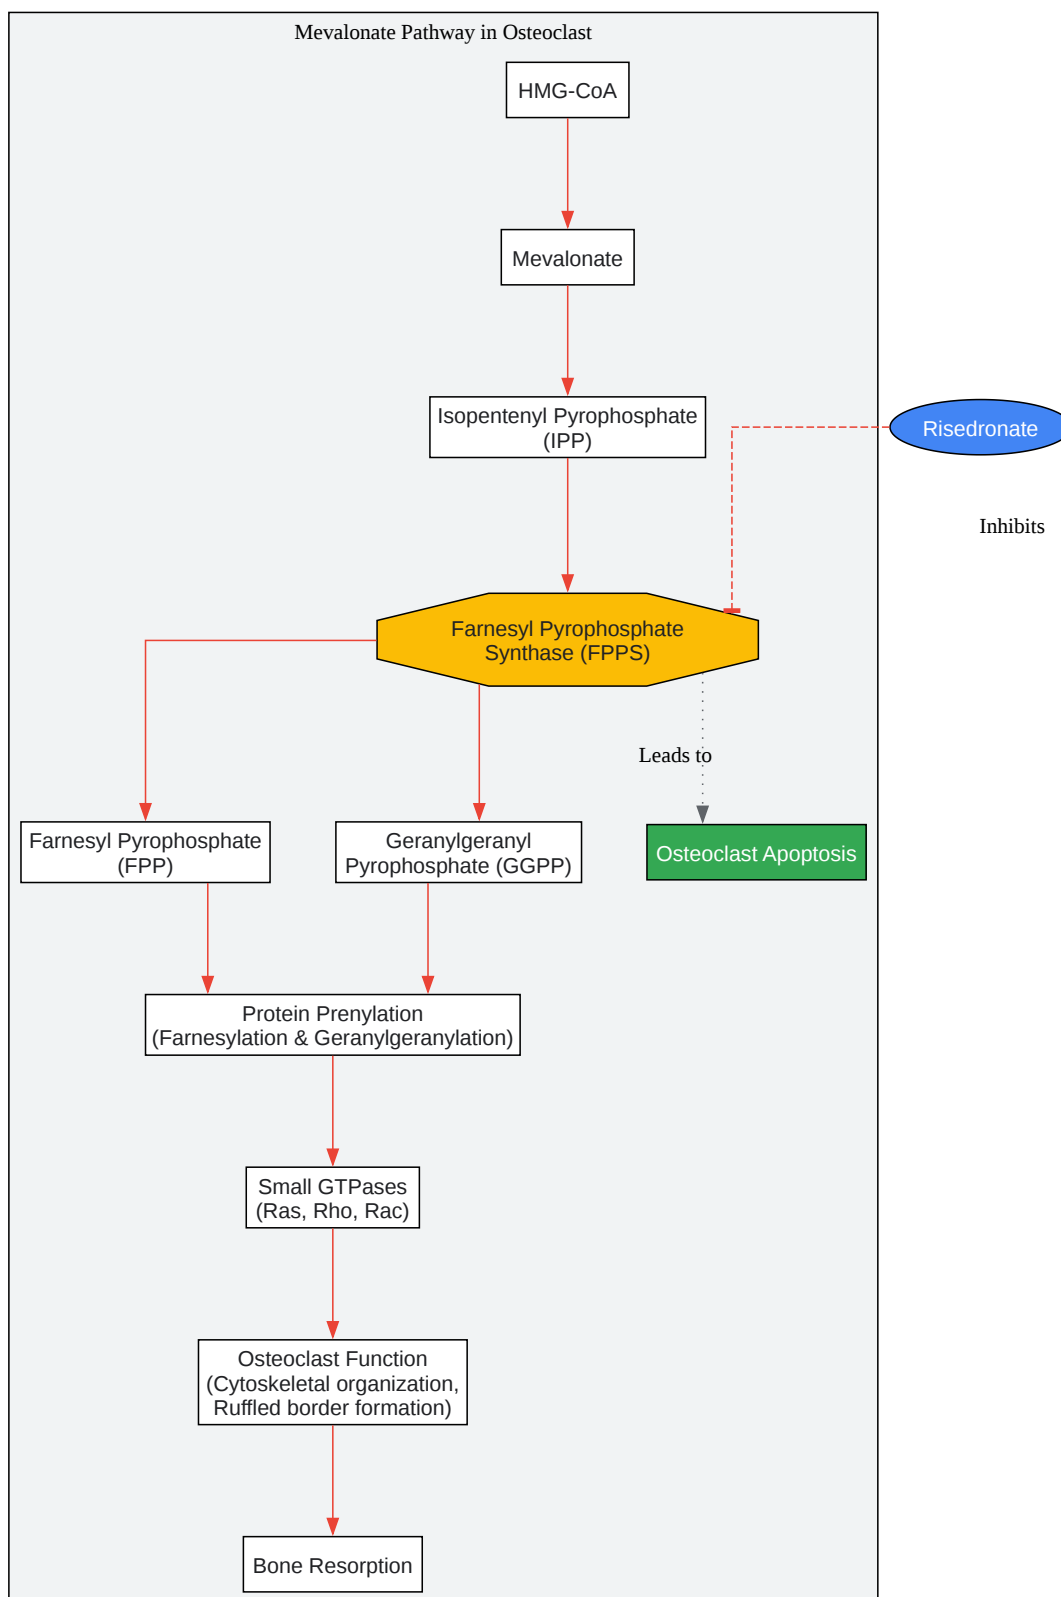 Mevalonate Pathway in Osteoclast
HMG-CoA
Mevalonate
Isopentenyl Pyrophosphate
(IPP)
Risedronate
Inhibits
Farnesyl Pyrophosphate
Synthase (FPPS)
Leads to
Farnesyl Pyrophosphate
(FPP)
Geranylgeranyl
Pyrophosphate (GGPP)
Osteoclast Apoptosis
Protein Prenylation
(Farnesylation & Geranylgeranylation)
Small GTPases
(Ras, Rho, Rac)
Osteoclast Function
(Cytoskeletal organization,
Ruffled border formation)
Bone Resorption